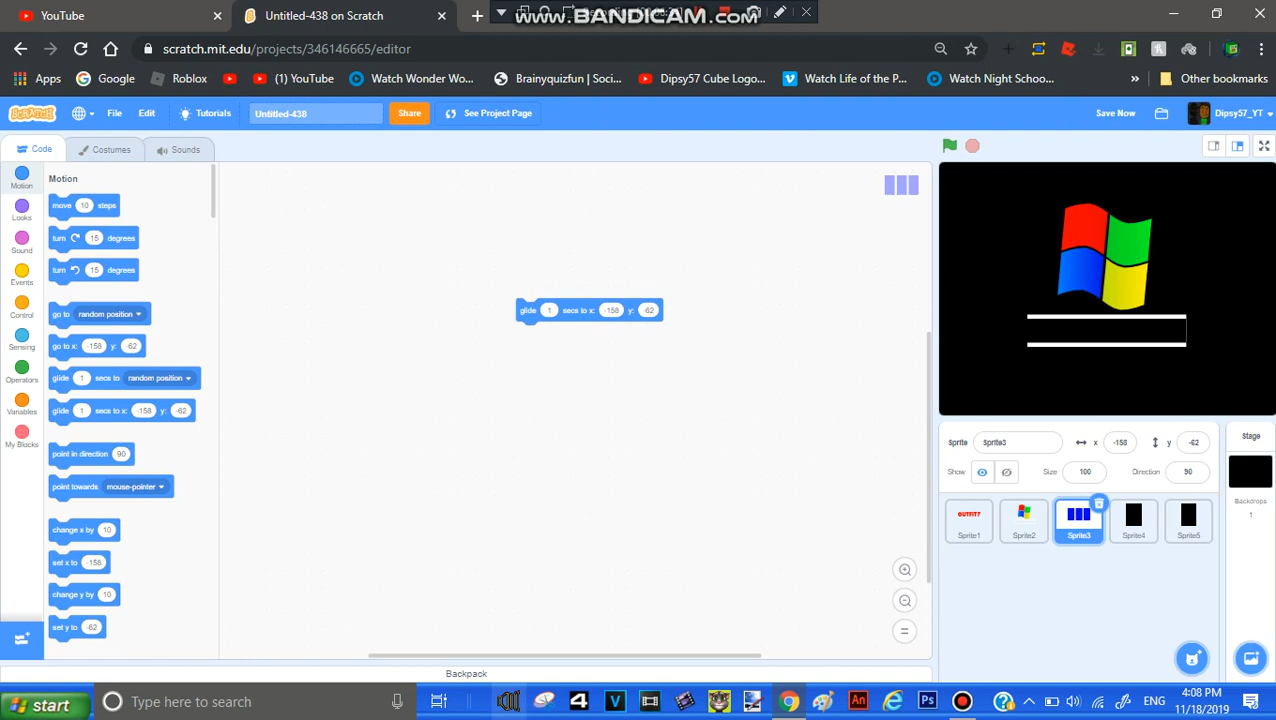 YouTube
Untitled-438 on Scratch
www.BANDICAM.com
scratch.mit.edu/projects/346146665/editor
Apps Google Roblox (1) YouTube Watch Wonder Wo... Brainyquizfun | Soci... Dipsy57 Cube Logo... Watch Life of the P... Watch Night Schoo... » Other bookmarks
SCRATCH File Edit Tutorials Untitled-438 Share See Project Page Save Now Dipsy57_YT
Code Costumes Sounds
Motion
Looks
Sound
Events
Control
Sensing
Operators
Variables
My Blocks
Motion
move 10 steps
turn 15 degrees
turn 15 degrees
go to random position
go to x: -158 y: -62
glide 1 secs to random position
glide 1 secs to x: -158 y: -62
point in direction 90
point towards mouse-pointer
change x by 10
set x to -158
change y by 10
set y to -62
glide 1 secs to x: -158 y: -62
Sprite Sprite3 x -158 y -62
Show Size 100 Direction 90
Stage
Backdrops
1
OUTFIT7
Sprite1 Sprite2 Sprite3 Sprite4 Sprite5
Backpack
start Type here to search 4 V An Ps ENG 4:08 PM
11/18/2019